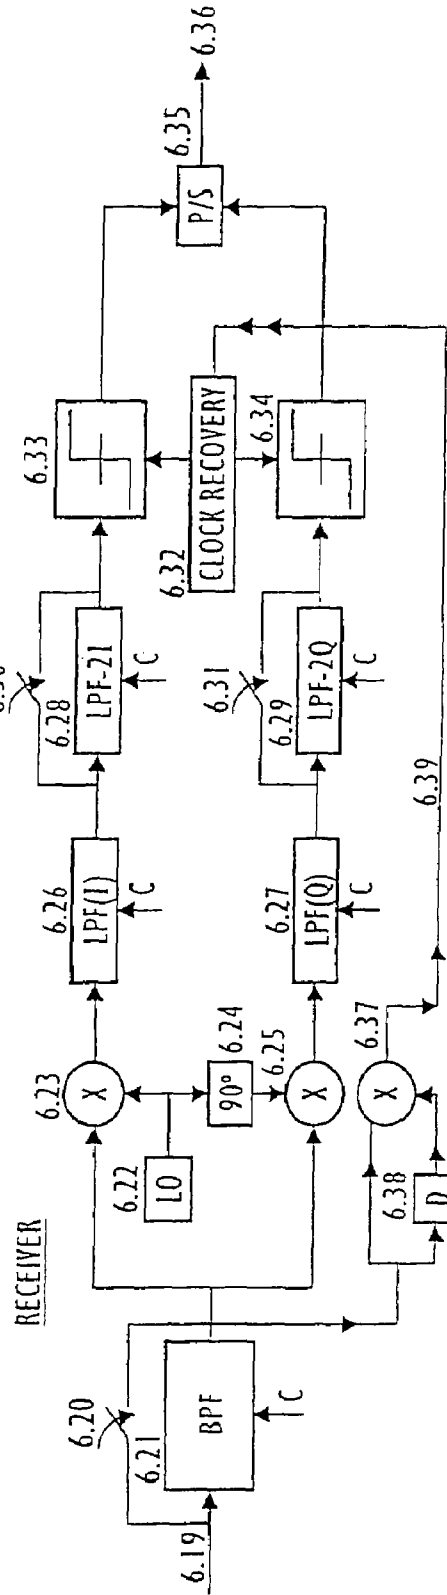 RECEIVER
6.19
6.20
6.21
BPF
C
6.22
LO
6.23
X
6.24
90°
6.25
X
6.26
LPF(I)
C
6.27
LPF(Q)
C
6.28
LPF-2I
C
6.29
LPF-2Q
C
6.31
6.32
CLOCK RECOVERY
6.33
6.34
P/S
6.35
6.36
6.37
X
6.38
D
6.39